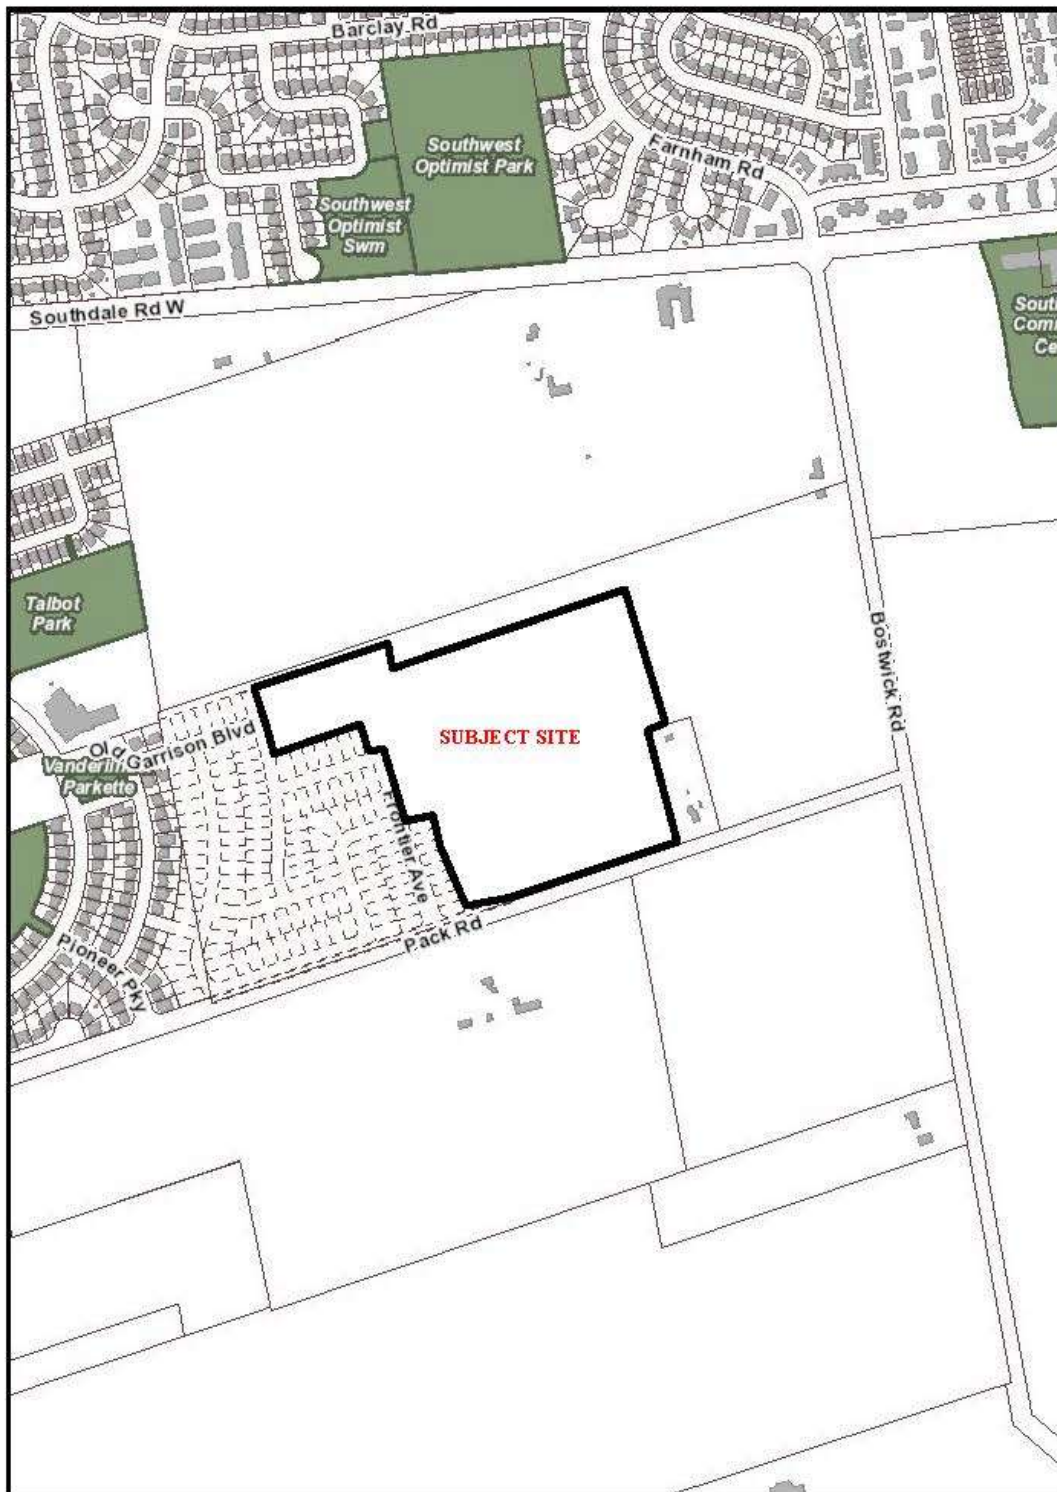 Barclay Rd
Southwest
Optimist Park
Farnham Rd
Southwest
Optimist
Swm
Southdale Rd W
Talbot
Park
Bostwick Rd
SUBJECT SITE
Old Garrison Blvd
Parkette
Frontier Ave
Pack Rd
Pioneer Pky